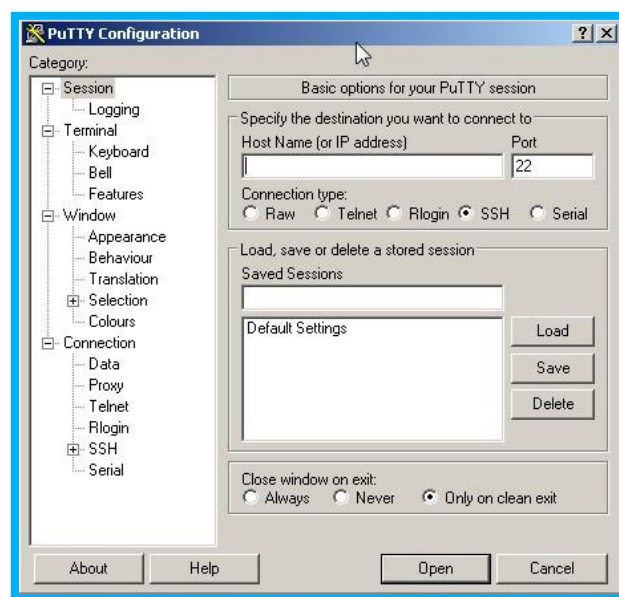 PuTTY Configuration
Category:
Session
Logging
Terminal
Keyboard
Bell
Features
Window
Appearance
Behaviour
Translation
Selection
Colours
Connection
Data
Proxy
Telnet
Rlogin
SSH
Serial
Basic options for your PuTTY session
Specify the destination you want to connect to
Host Name (or IP address) Port
22
Connection type:
Raw Telnet Rlogin SSH Serial
Load, save or delete a stored session
Saved Sessions
Default Settings
Load
Save
Delete
Close window on exit:
Always Never Only on clean exit
About Help Open Cancel